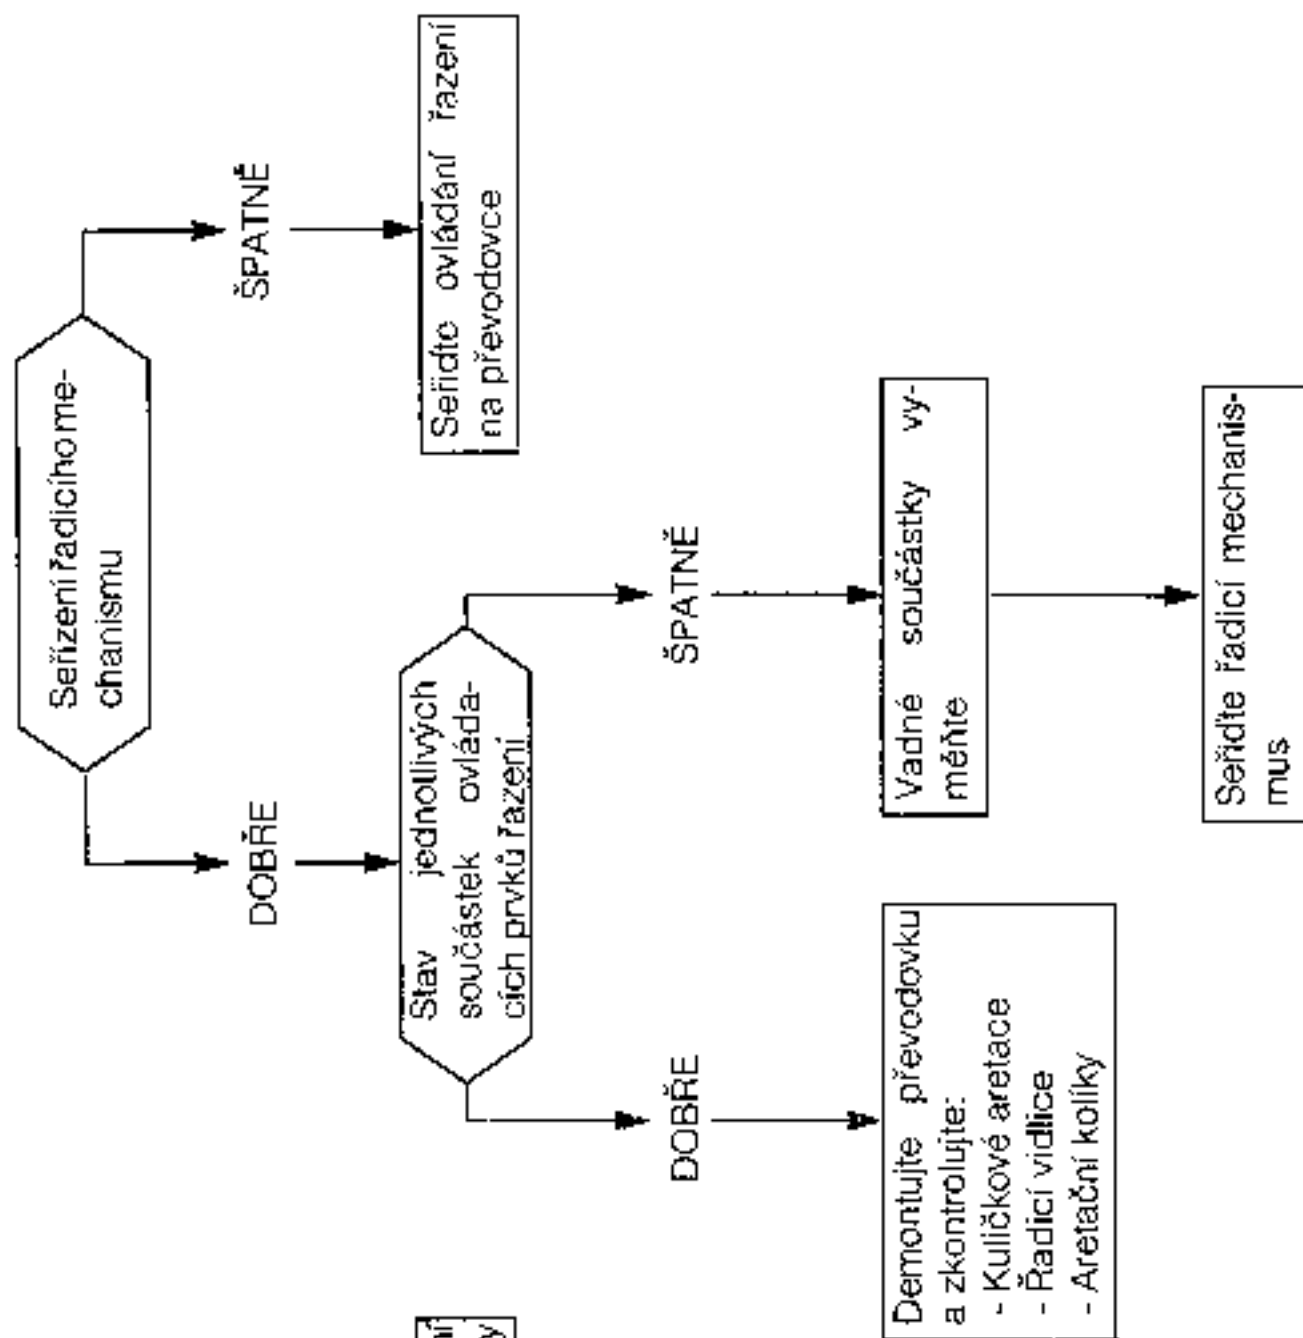 Seřízení řadicího me-
chanismu
DOBŘE
ŠPATNĚ
Stav jednotlivých
součástek ovláda-
cích prvků řazení
Seřiďte ovládání řazení
na převodovce
DOBŘE
ŠPATNĚ
Demontujte převodovku
a zkontrolujte:
- Kuličkové aretace
- Řadicí vidlice
- Aretační kolíky
Vadné součástky vy-
měňte
Seřiďte řadicí mechanis-
mus